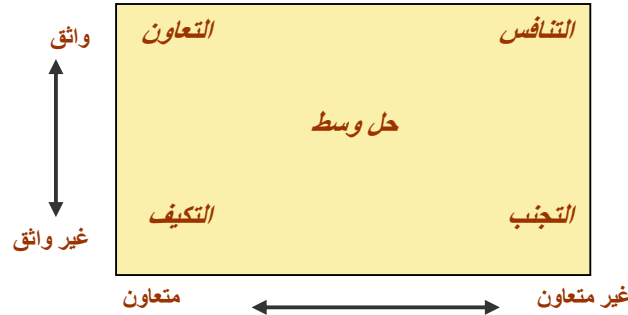 واثق
التنافس
التعاون
حل وسط
غير واثق
التجنب
التكيف
غير متعاون
متعاون